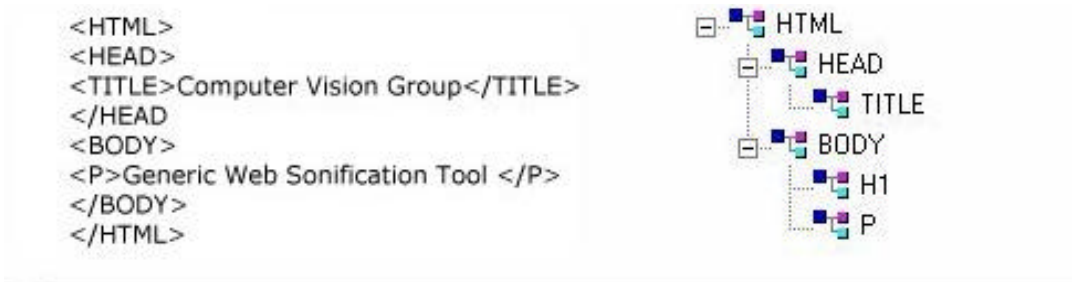 <HTML>
<HEAD>
<TITLE>Computer Vision Group</TITLE>
</HEAD
<BODY>
<P>Generic Web Sonification Tool </P>
</BODY>
</HTML>
HTML
HEAD
TITLE
BODY
H1
P